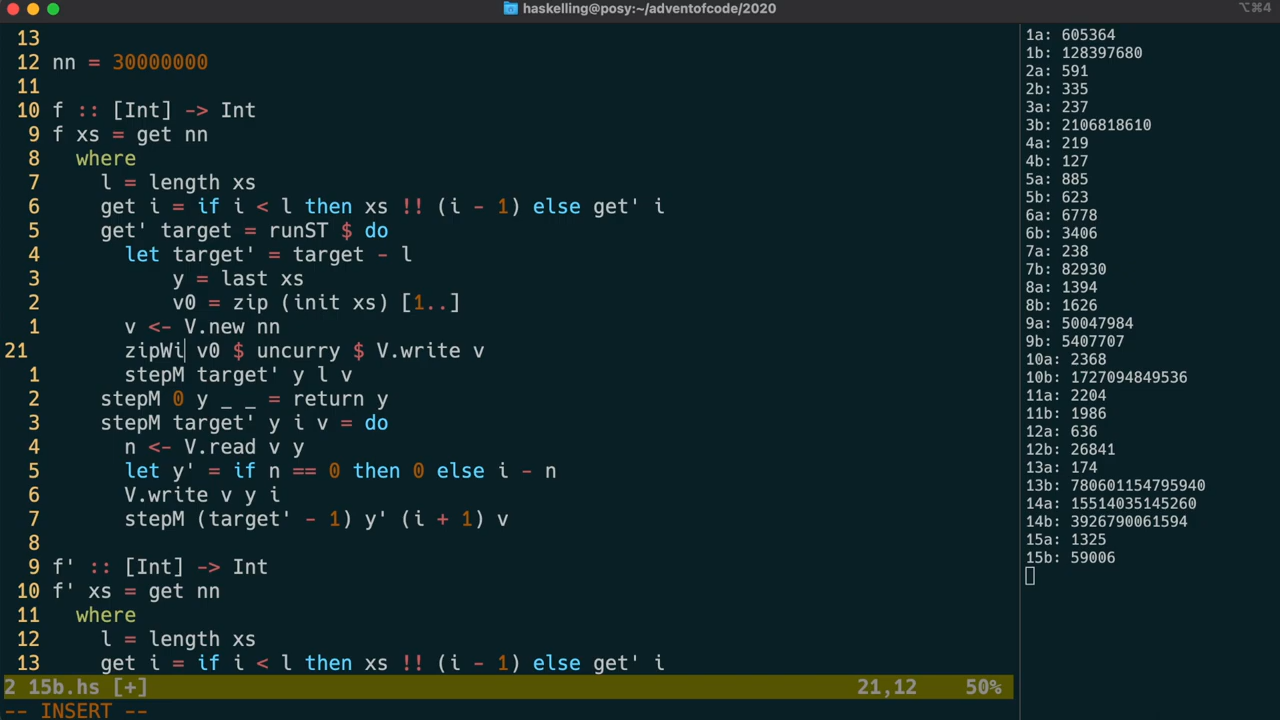 haskelling@posy:~/adventofcode/2020
⌥⌘4
13
12 nn = 30000000
11
10 f :: [Int] -> Int
9 f xs = get nn
8 where
7 l = length xs
6 get i = if i < l then xs !! (i - 1) else get' i
5 get' target = runST $ do
4 let target' = target - l
3 y = last xs
2 v0 = zip (init xs) [1..]
1 v <- V.new nn
21 zipWi v0 $ uncurry $ V.write v
1 stepM target' y l v
2 stepM 0 y _ _ = return y
3 stepM target' y i v = do
4 n <- V.read v y
5 let y' = if n == 0 then 0 else i - n
6 V.write v y i
7 stepM (target' - 1) y' (i + 1) v
8
9 f' :: [Int] -> Int
10 f' xs = get nn
11 where
12 l = length xs
13 get i = if i < l then xs !! (i - 1) else get' i
2 15b.hs [+] 21,12 50%
-- INSERT --
1a: 605364
1b: 128397680
2a: 591
2b: 335
3a: 237
3b: 2106818610
4a: 219
4b: 127
5a: 885
5b: 623
6a: 6778
6b: 3406
7a: 238
7b: 82930
8a: 1394
8b: 1626
9a: 50047984
9b: 5407707
10a: 2368
10b: 1727094849536
11a: 2204
11b: 1986
12a: 636
12b: 26841
13a: 174
13b: 780601154795940
14a: 15514035145260
14b: 3926790061594
15a: 1325
15b: 59006